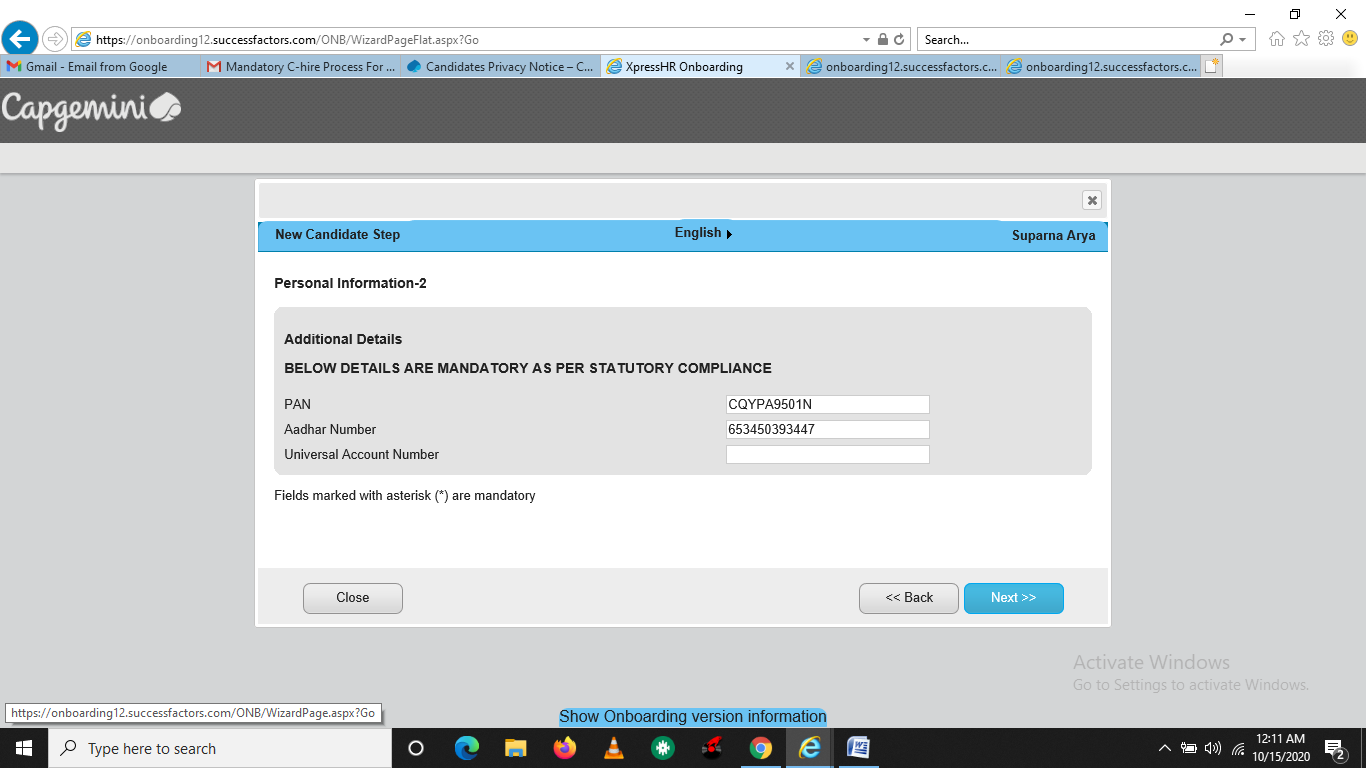 https://onboarding12.successfactors.com/ONB/WizardPageFlat.aspx?Go
Search...
Gmail - Email from Google
Mandatory C-hire Process For ...
Candidates Privacy Notice – C...
XpressHR Onboarding
onboarding12.successfactors.c...
onboarding12.successfactors.c...
Capgemini
New Candidate Step
English
Suparna Arya
Personal Information-2
Additional Details
BELOW DETAILS ARE MANDATORY AS PER STATUTORY COMPLIANCE
PAN CQYPA9501N
Aadhar Number 653450393447
Universal Account Number
Fields marked with asterisk (*) are mandatory
Close
<< Back
Next >>
Activate Windows
Go to Settings to activate Windows.
https://onboarding12.successfactors.com/ONB/WizardPage.aspx?Go
Show Onboarding version information
Type here to search
12:11 AM
10/15/2020
2